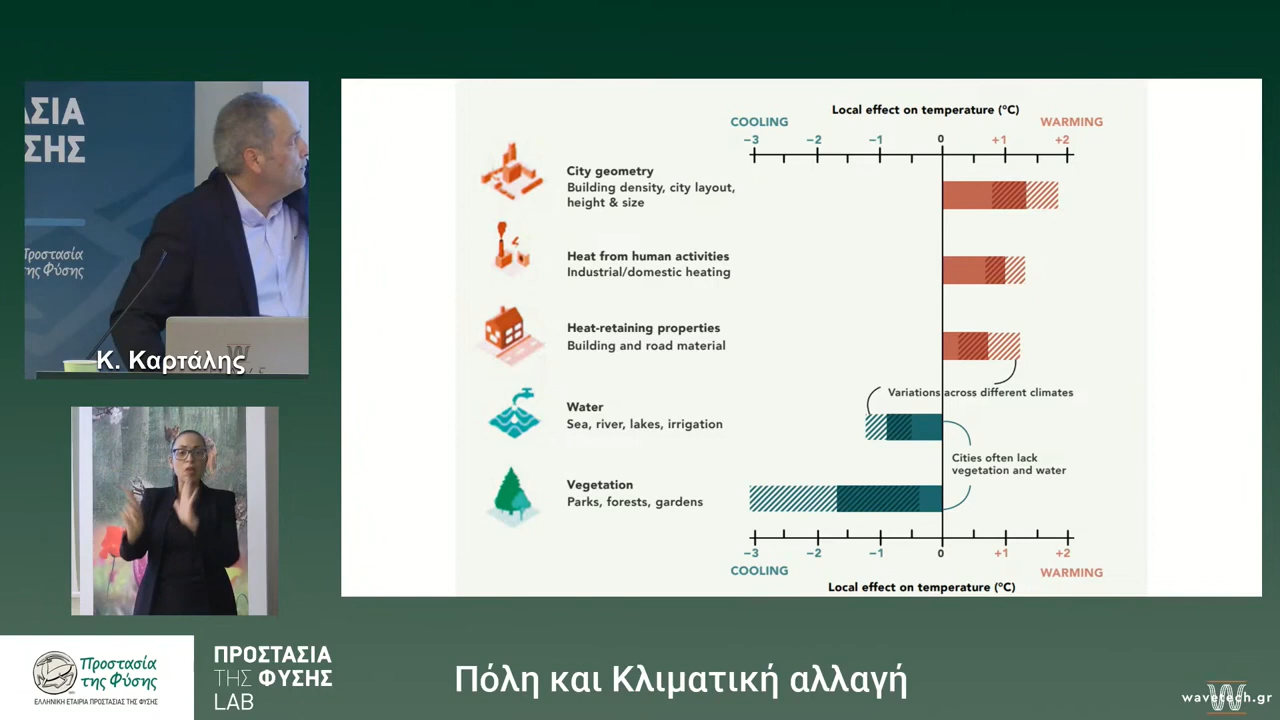 ΑΣΙΑ
ΣΗΣ
Προστασία
της Φύσης
Κ. Καρτάλης
Local effect on temperature (°C)
COOLING
WARMING
−3 −2 −1 0 +1 +2
City geometry
Building density, city layout,
height & size
Heat from human activities
Industrial/domestic heating
Heat-retaining properties
Building and road material
Variations across different climates
Water
Sea, river, lakes, irrigation
Cities often lack
vegetation and water
Vegetation
Parks, forests, gardens
−3 −2 −1 0 +1 +2
COOLING
WARMING
Local effect on temperature (°C)
Προστασία
της Φύσης
ΕΛΛΗΝΙΚΗ ΕΤΑΙΡΙΑ ΠΡΟΣΤΑΣΙΑΣ ΤΗΣ ΦΥΣΗΣ
ΠΡΟΣΤΑΣΙΑ
ΤΗΣ ΦΥΣΗΣ
LAB
Πόλη και Κλιματική αλλαγή
wavetech.gr